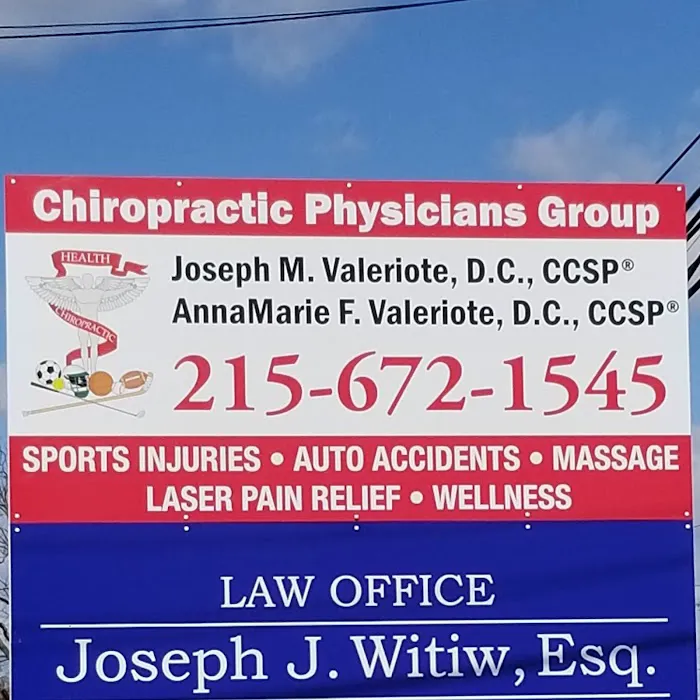 Chiropractic Physicians Group
HEALTH
CHIROPRACTIC
Joseph M. Valeriote, D.C., CCSP®
AnnaMarie F. Valeriote, D.C., CCSP®
215-672-1545
SPORTS INJURIES • AUTO ACCIDENTS • MASSAGE
LASER PAIN RELIEF • WELLNESS
LAW OFFICE
Joseph J. Witiw, Esq.